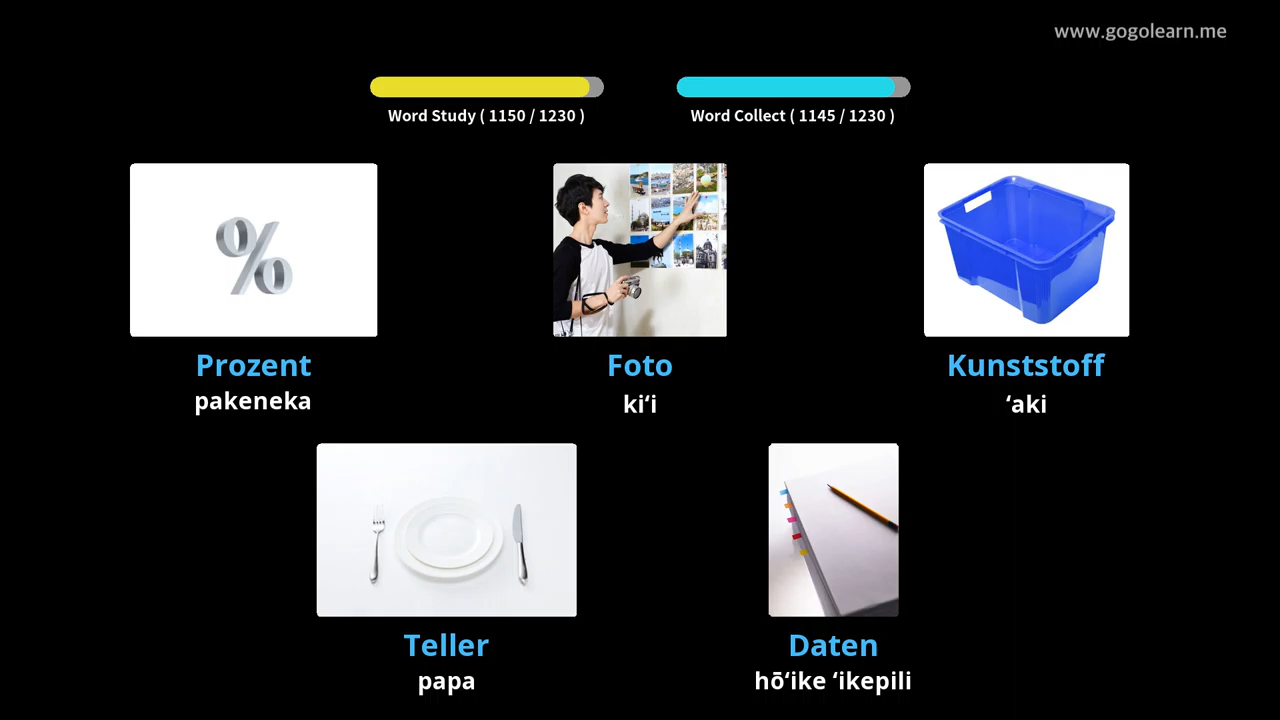 www.gogolearn.me
Word Study ( 1150 / 1230 )
Word Collect ( 1145 / 1230 )
%
Prozent
pakeneka
Foto
kiʻi
Kunststoff
ʻaki
Teller
papa
Daten
hōʻike ʻikepili